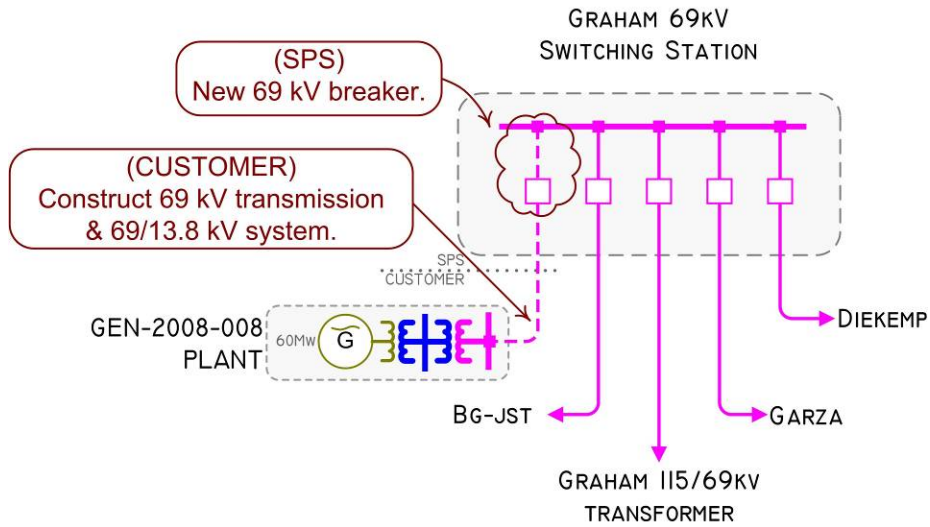 GRAHAM 69KV
SWITCHING STATION
(SPS)
New 69 kV breaker.
(CUSTOMER)
Construct 69 kV transmission
& 69/13.8 kV system.
SPS
CUSTOMER
GEN-2008-008
PLANT
60MW
G
DIEKEMP
BG-JST
GARZA
GRAHAM 115/69KV
TRANSFORMER